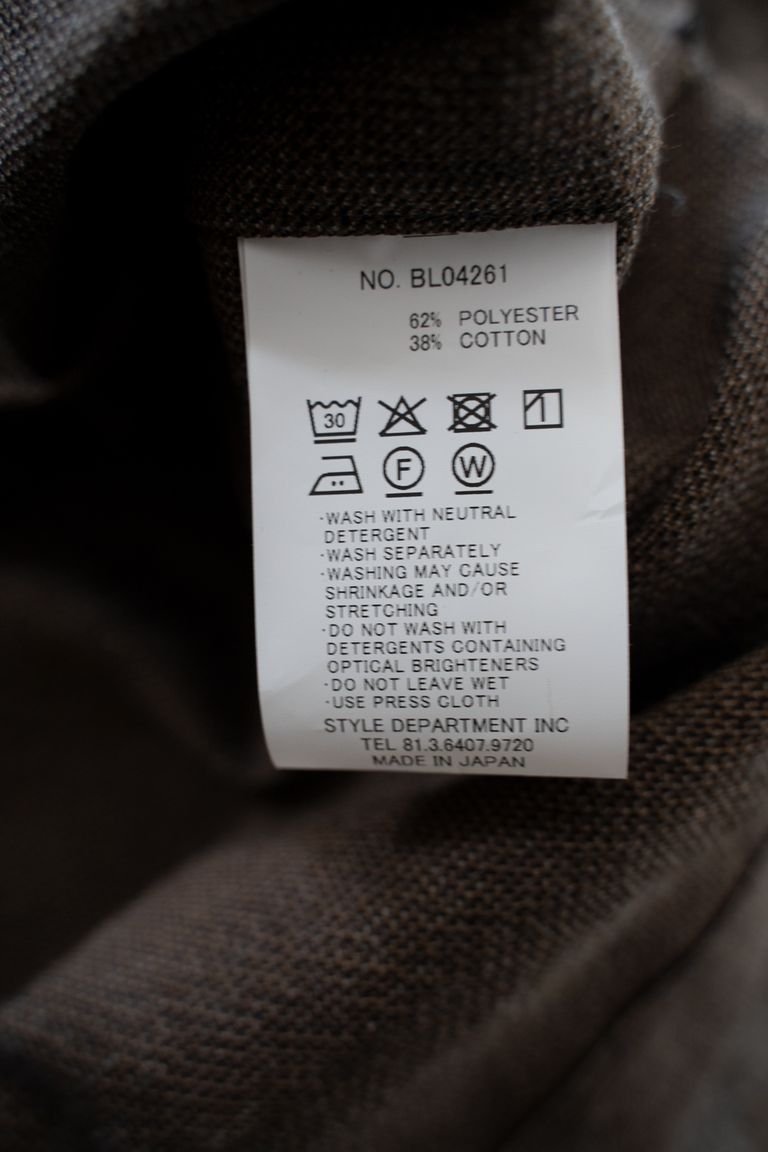 NO. BL04261
62% POLYESTER
38% COTTON
30
F W
·WASH WITH NEUTRAL
DETERGENT
·WASH SEPARATELY
·WASHING MAY CAUSE
SHRINKAGE AND/OR
STRETCHING
·DO NOT WASH WITH
DETERGENTS CONTAINING
OPTICAL BRIGHTENERS
·DO NOT LEAVE WET
·USE PRESS CLOTH
STYLE DEPARTMENT INC
TEL 81.3.6407.9720
MADE IN JAPAN